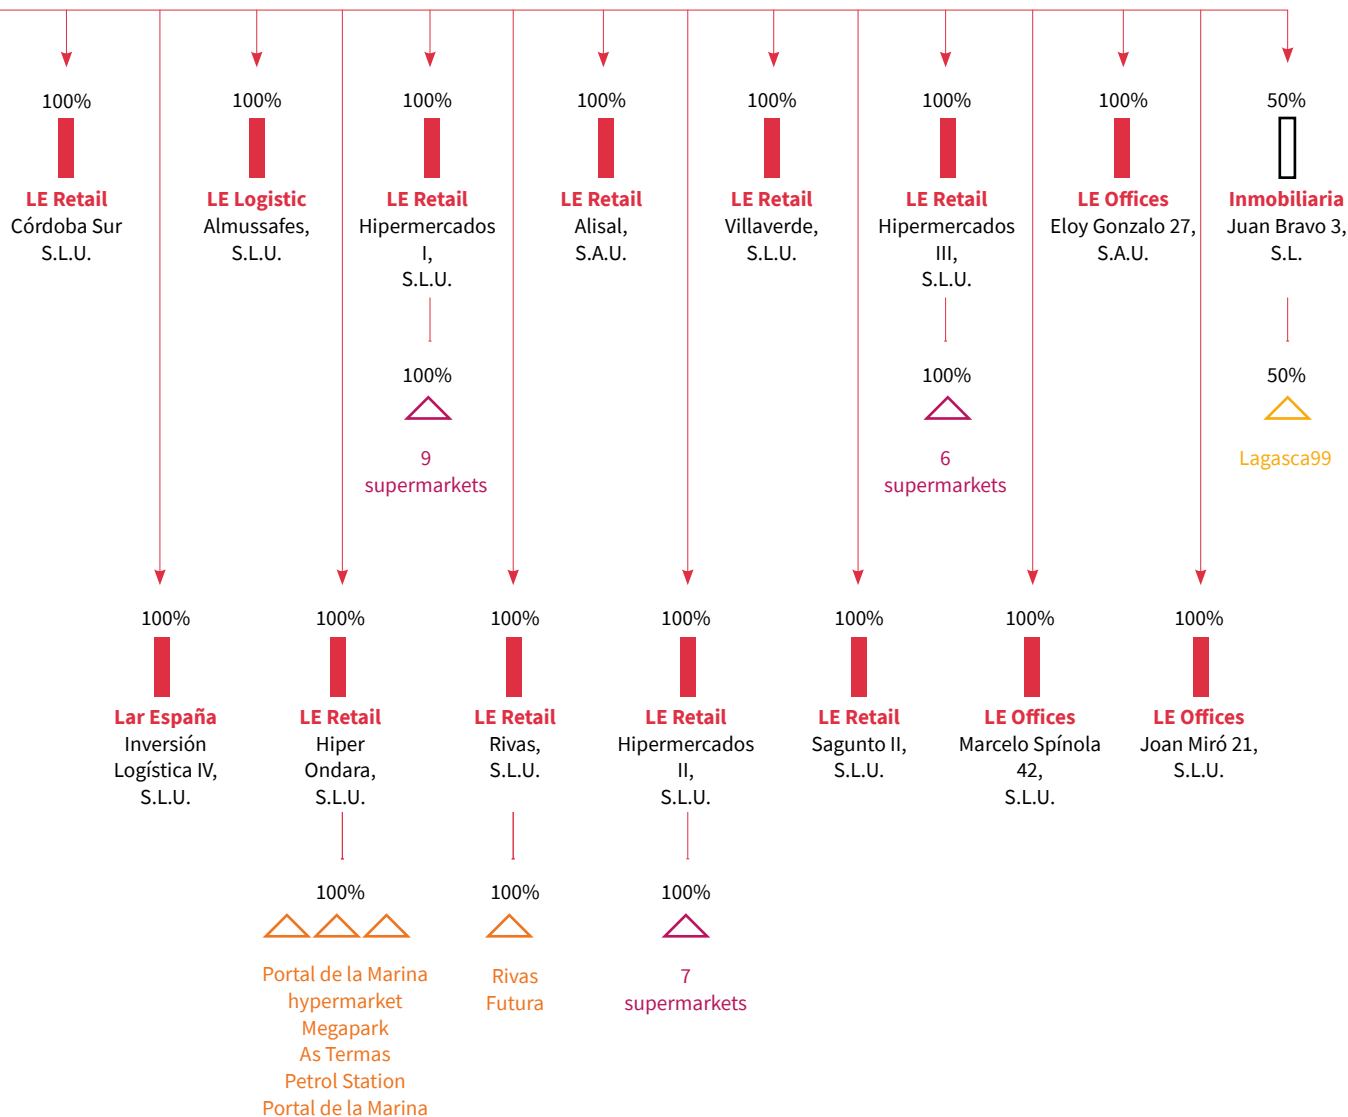 100%
LE Retail
Córdoba Sur
S.L.U.
100%
LE Logistic
Almussafes,
S.L.U.
100%
LE Retail
Hipermercados
I,
S.L.U.
100%
9
supermarkets
100%
LE Retail
Alisal,
S.A.U.
100%
LE Retail
Villaverde,
S.L.U.
100%
LE Retail
Hipermercados
III,
S.L.U.
100%
6
supermarkets
100%
LE Offices
Eloy Gonzalo 27,
S.A.U.
50%
Inmobiliaria
Juan Bravo 3,
S.L.
50%
Lagasca99
100%
Lar España
Inversión
Logística IV,
S.L.U.
100%
LE Retail
Hiper
Ondara,
S.L.U.
100%
Portal de la Marina
hypermarket
Megapark
As Termas
Petrol Station
Portal de la Marina
100%
LE Retail
Rivas,
S.L.U.
100%
Rivas
Futura
100%
LE Retail
Hipermercados
II,
S.L.U.
100%
7
supermarkets
100%
LE Retail
Sagunto II,
S.L.U.
100%
LE Offices
Marcelo Spínola
42,
S.L.U.
100%
LE Offices
Joan Miró 21,
S.L.U.